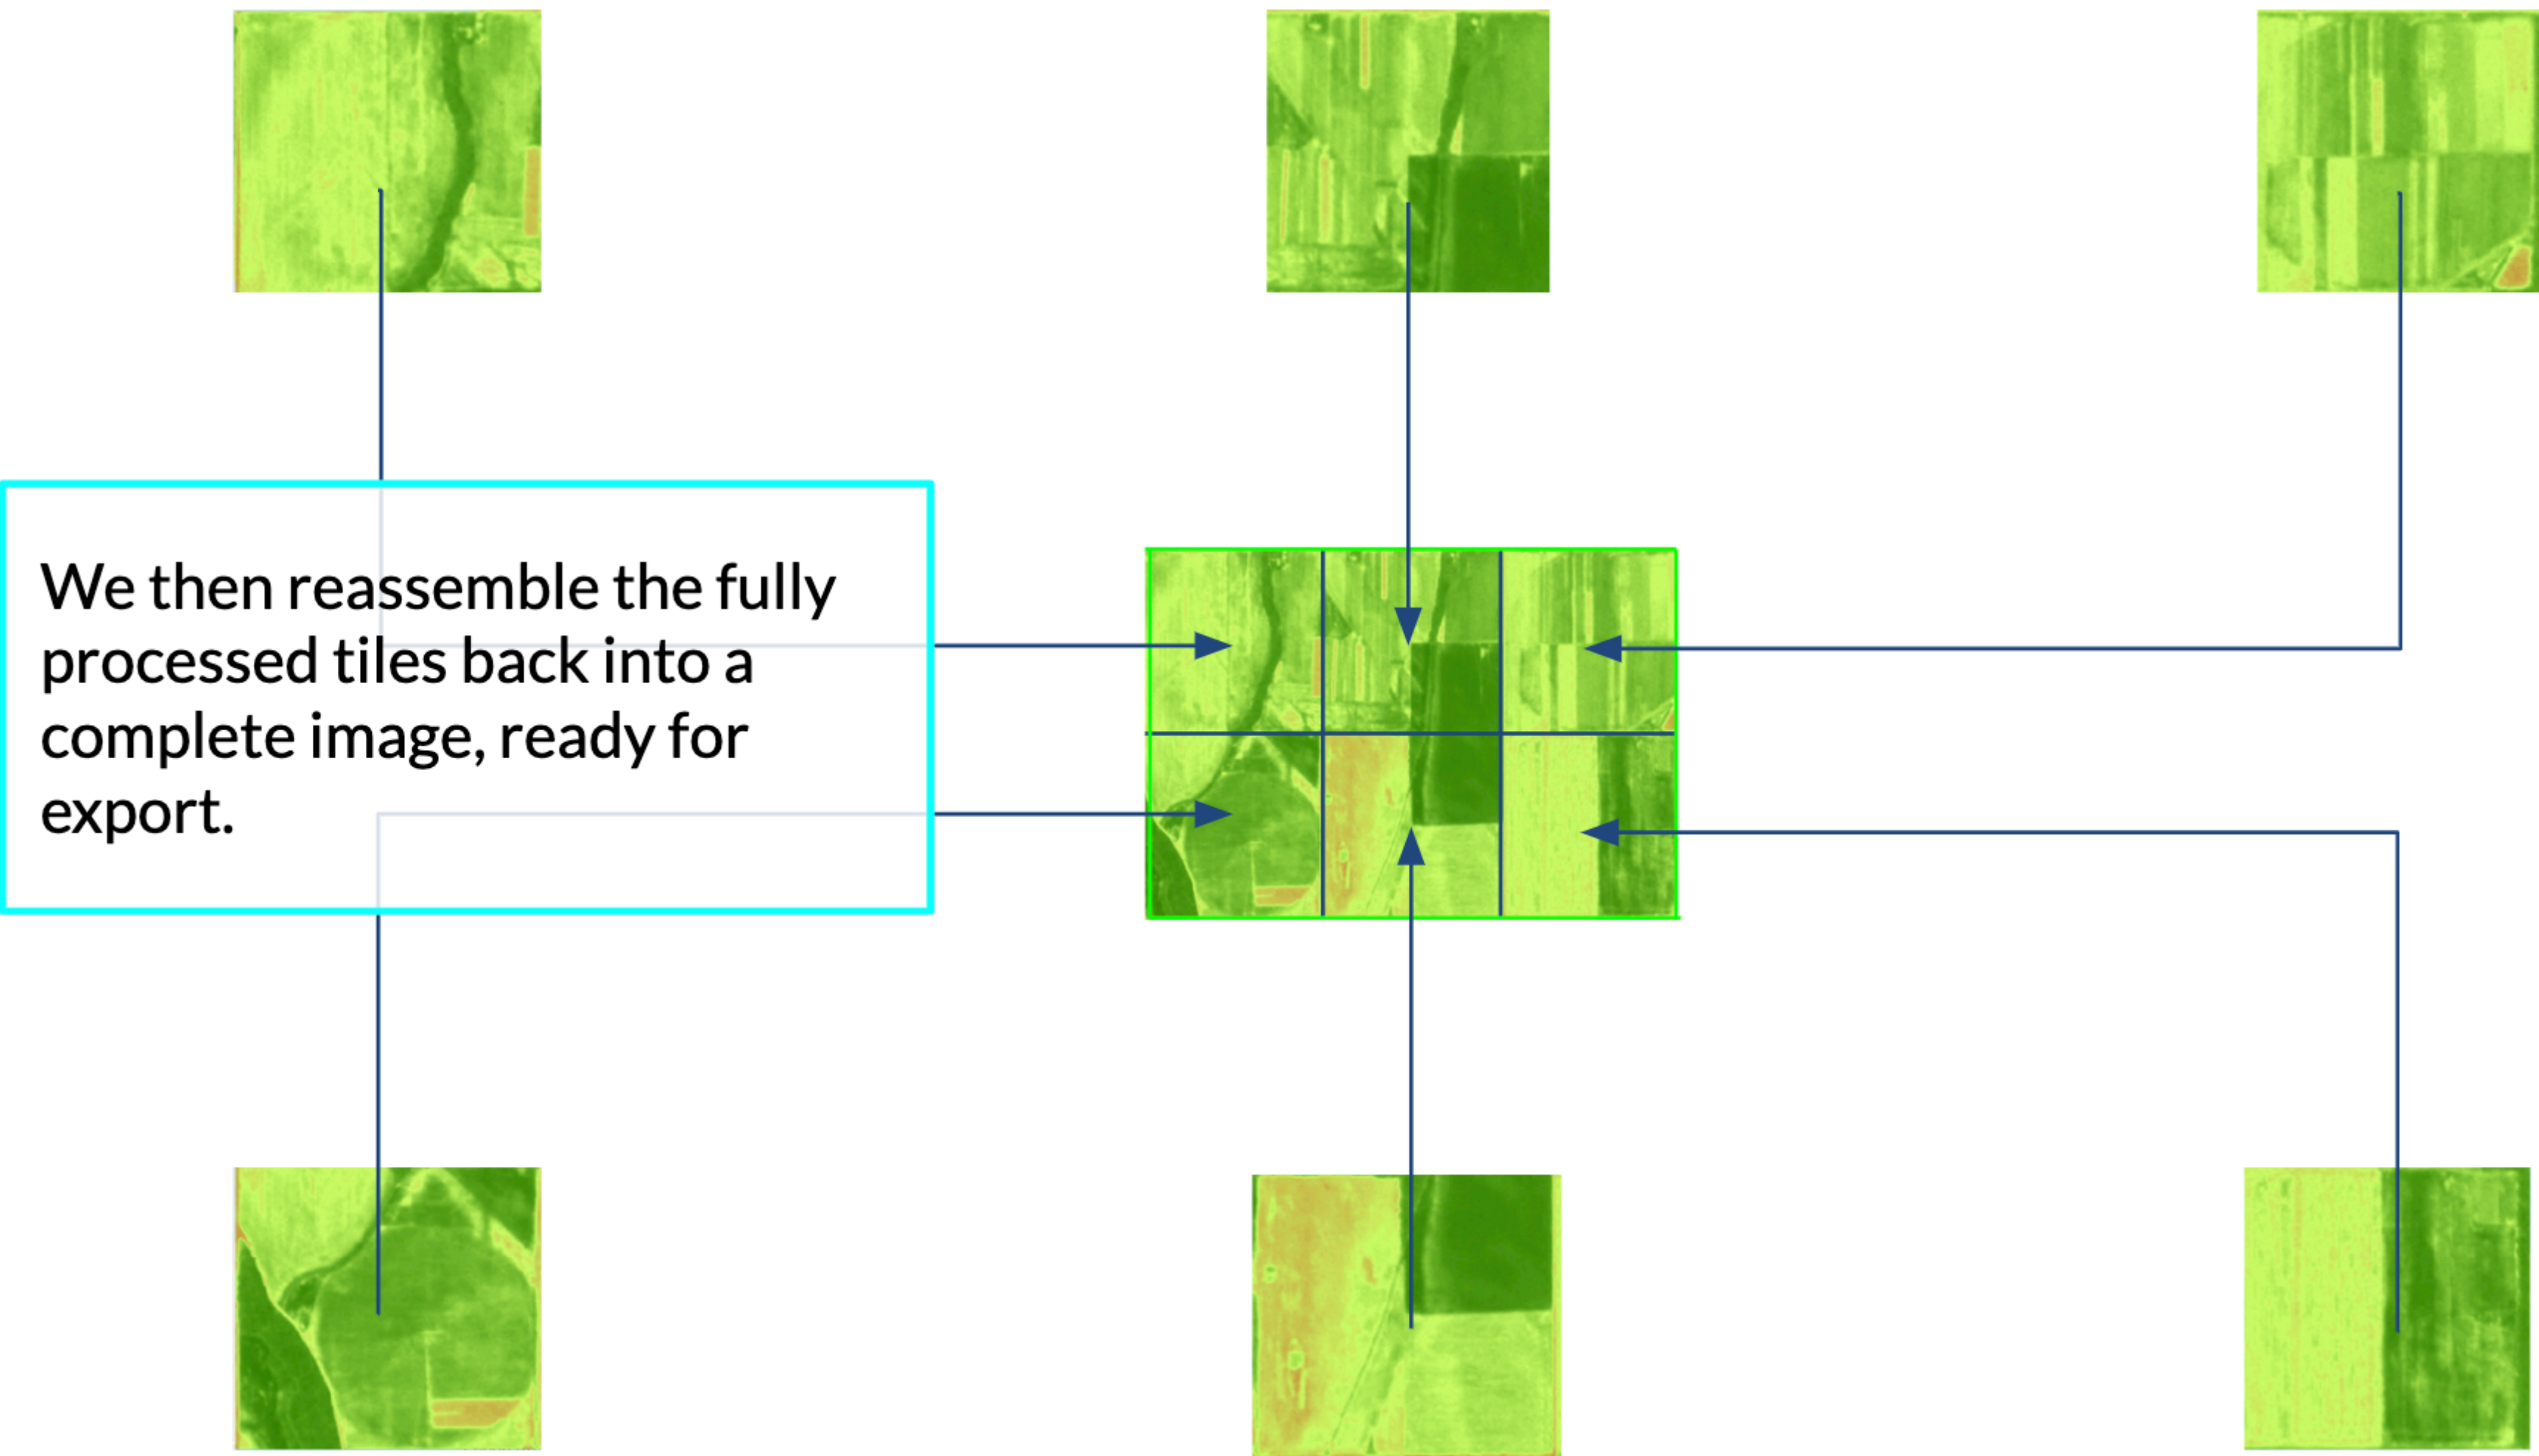 We then reassemble the fully
processed tiles back into a
complete image, ready for
export.